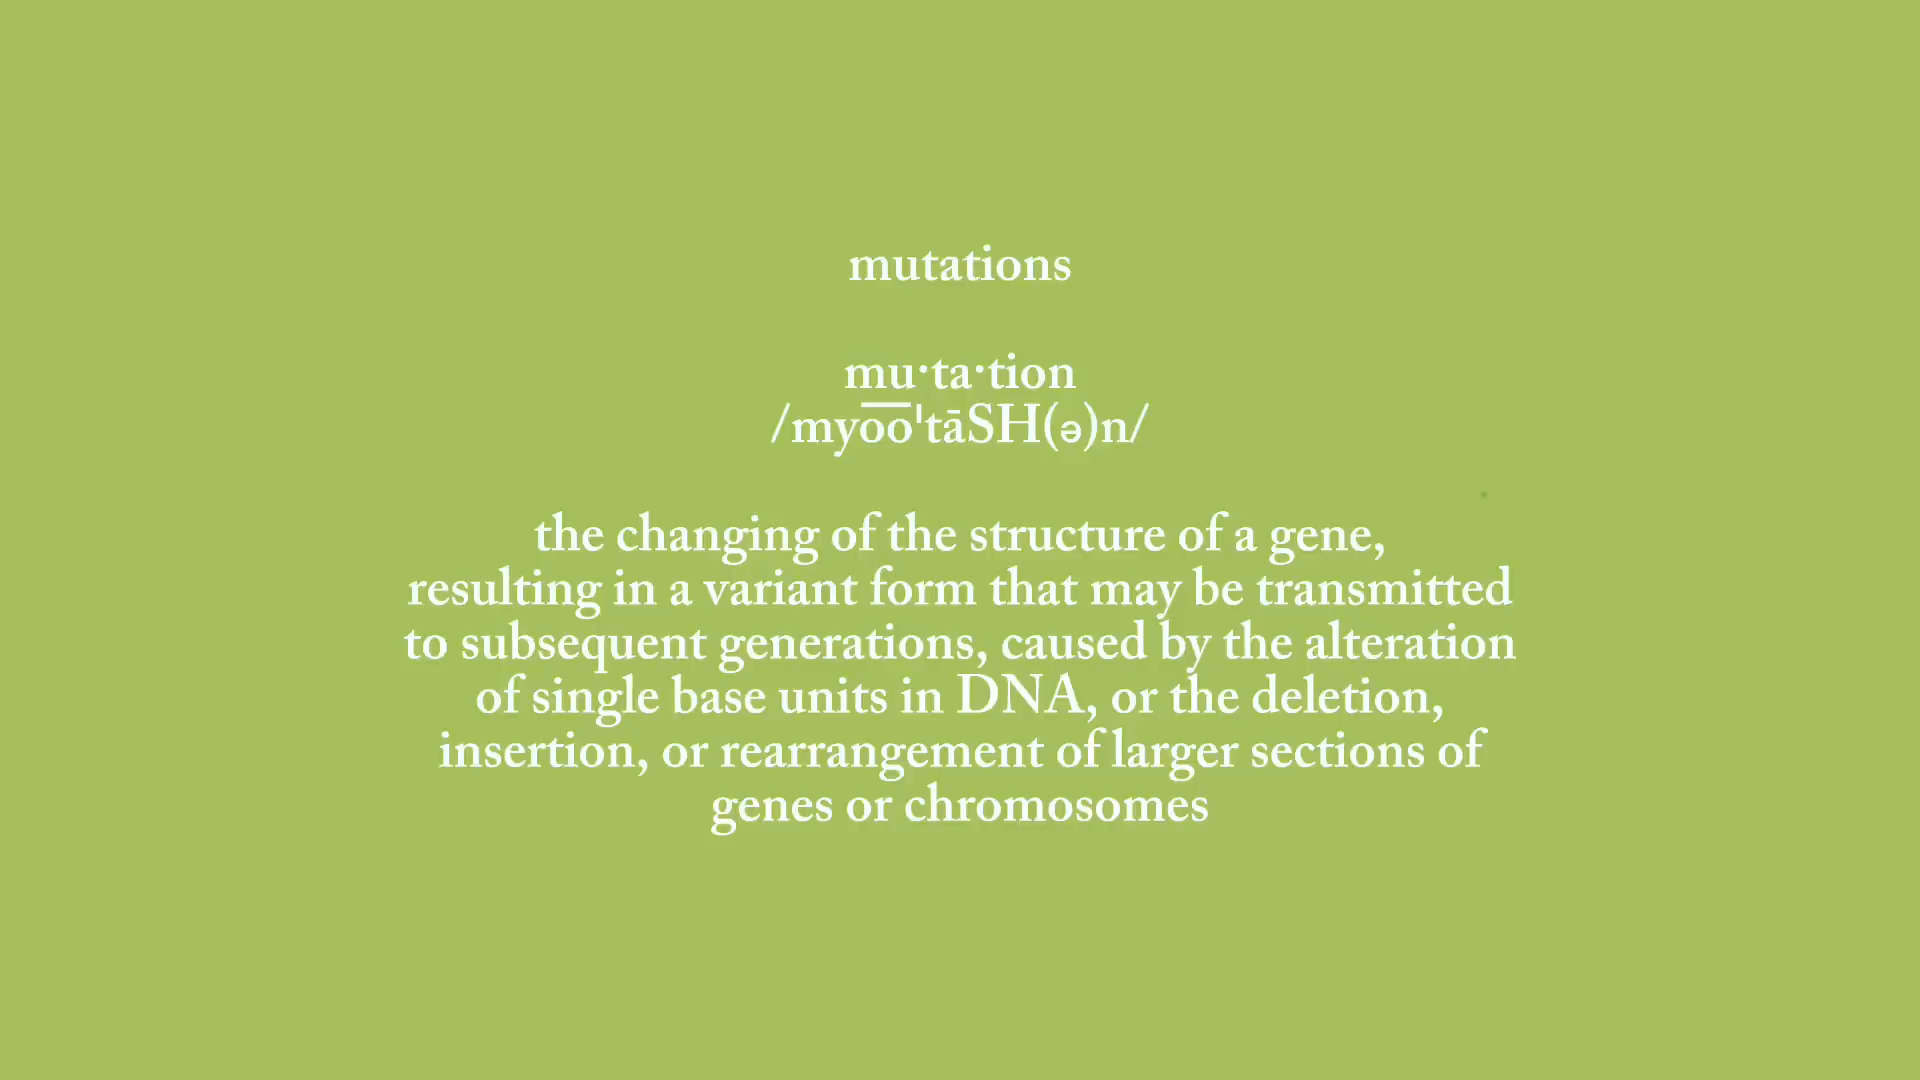 mutations
mu·ta·tion
/myo͞oˈtāSH(ə)n/
the changing of the structure of a gene,
resulting in a variant form that may be transmitted
to subsequent generations, caused by the alteration
of single base units in DNA, or the deletion,
insertion, or rearrangement of larger sections of
genes or chromosomes